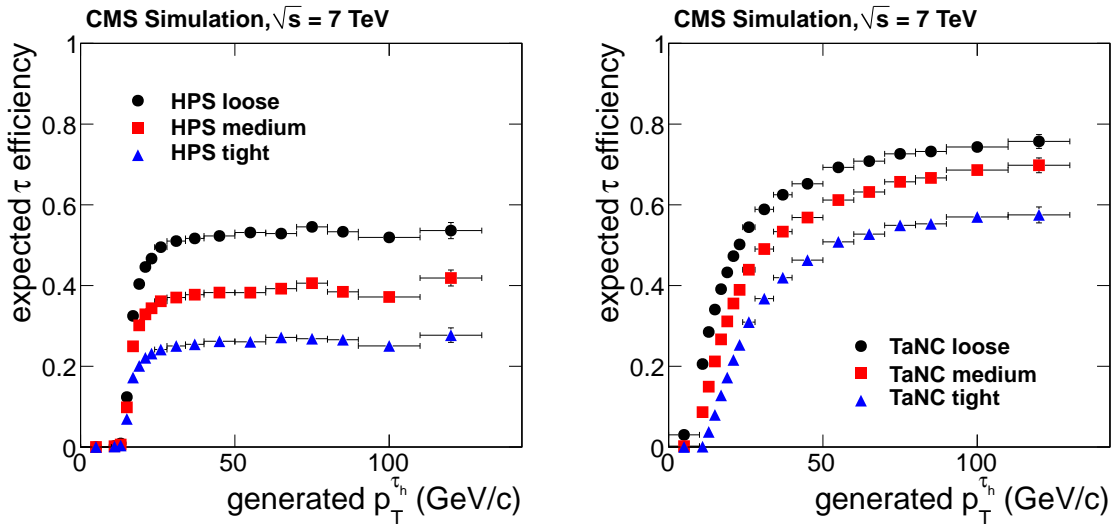 CMS Simulation, √s = 7 TeV
expected τ efficiency
1
0.8
0.6
0.4
0.2
0
HPS loose
HPS medium
HPS tight
0 50 100
generated p_T^{τ_h} (GeV/c)
CMS Simulation, √s = 7 TeV
expected τ efficiency
1
0.8
0.6
0.4
0.2
0
TaNC loose
TaNC medium
TaNC tight
0 50 100
generated p_T^{τ_h} (GeV/c)